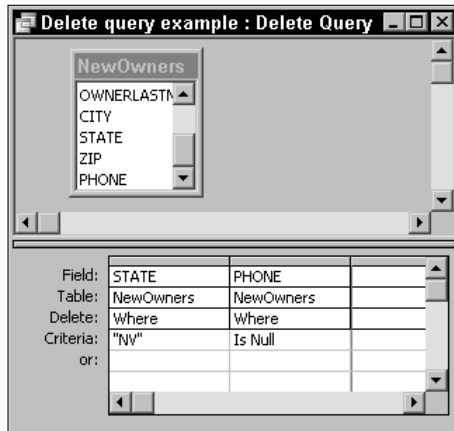 Delete query example : Delete Query
NewOwners
OWNERLASTN
CITY
STATE
ZIP
PHONE
Field: STATE PHONE
Table: NewOwners NewOwners
Delete: Where Where
Criteria: "NV" Is Null
or: